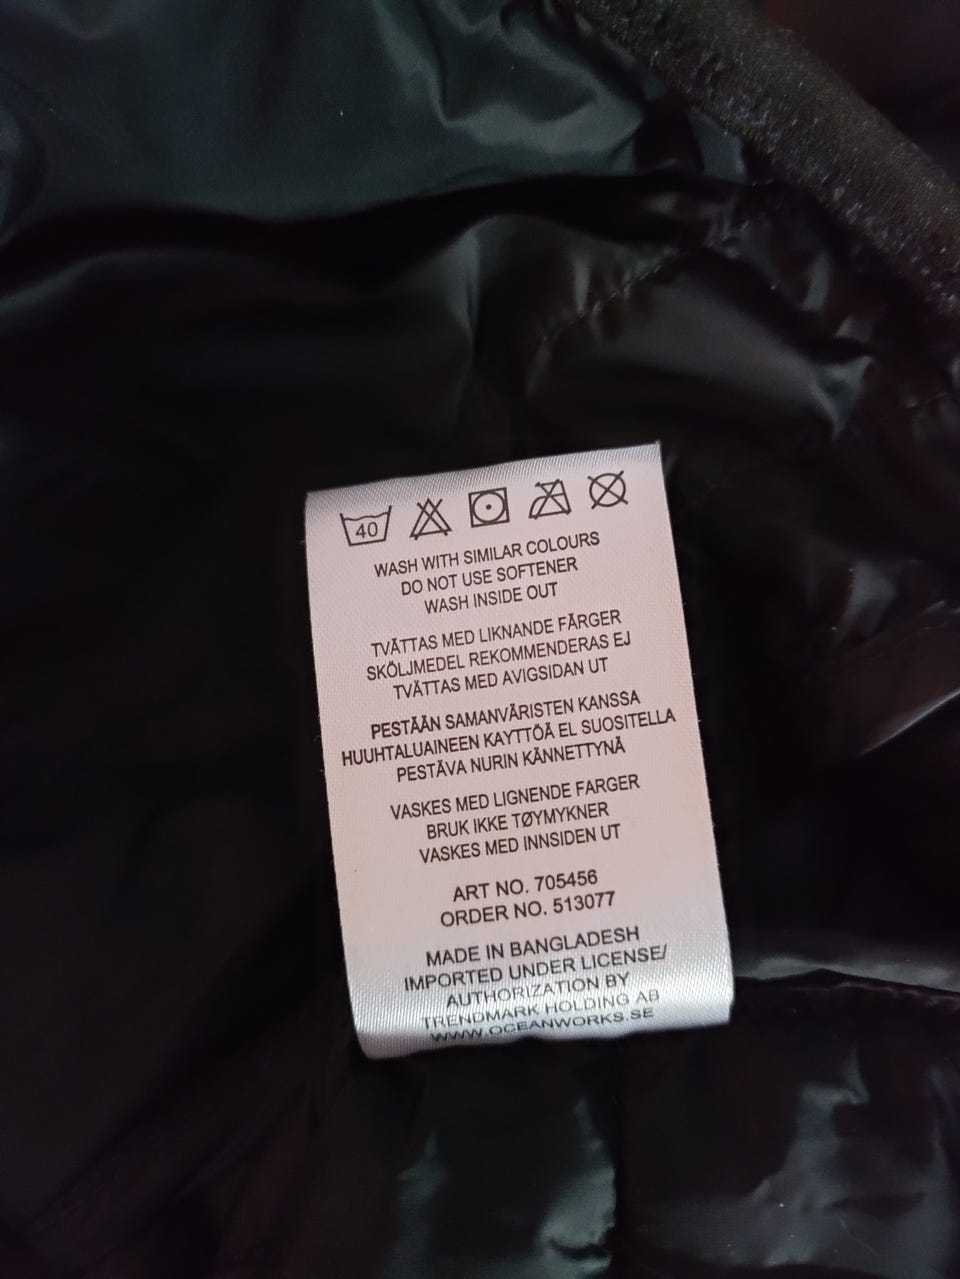 40
WASH WITH SIMILAR COLOURS
DO NOT USE SOFTENER
WASH INSIDE OUT
TVÄTTAS MED LIKNANDE FÄRGER
SKÖLJMEDEL REKOMMENDERAS EJ
TVÄTTAS MED AVIGSIDAN UT
PESTÄÄN SAMANVÄRISTEN KANSSA
HUUHTALUAINEEN KAYTTÖÄ EL SUOSITELLA
PESTÄVA NURIN KÄNNETTYNÄ
VASKES MED LIGNENDE FARGER
BRUK IKKE TØYMYKNER
VASKES MED INNSIDEN UT
ART NO. 705456
ORDER NO. 513077
MADE IN BANGLADESH
IMPORTED UNDER LICENSE/
AUTHORIZATION BY
TRENDMARK HOLDING AB
WWW.OCEANWORKS.SE